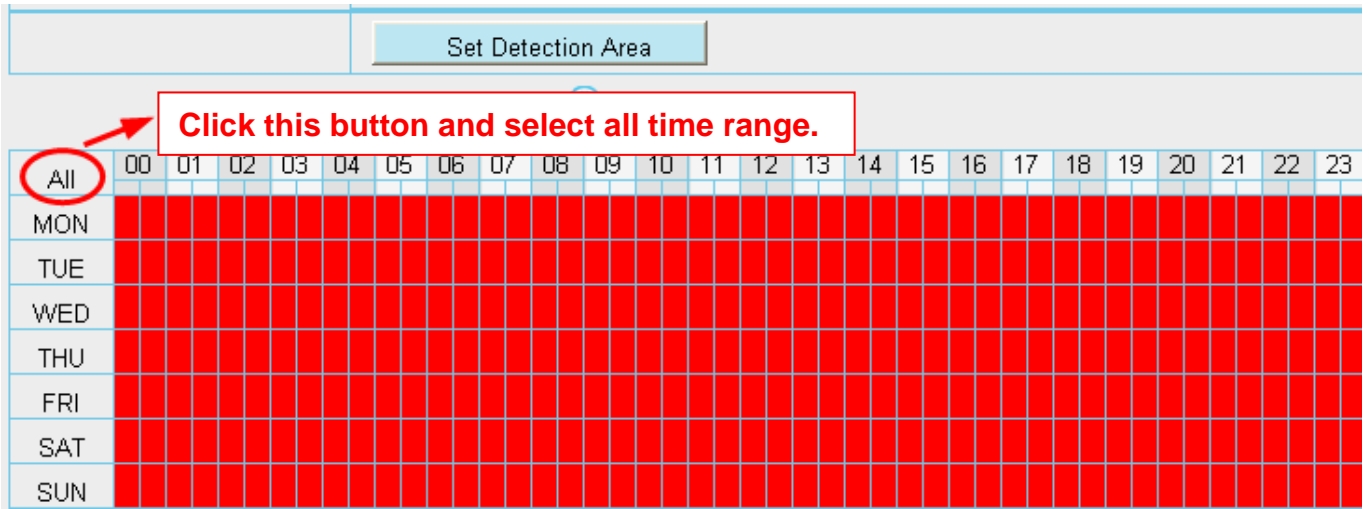 Set Detection Area
Click this button and select all time range.
All 00 01 02 03 04 05 06 07 08 09 10 11 12 13 14 15 16 17 18 19 20 21 22 23
MON
TUE
WED
THU
FRI
SAT
SUN